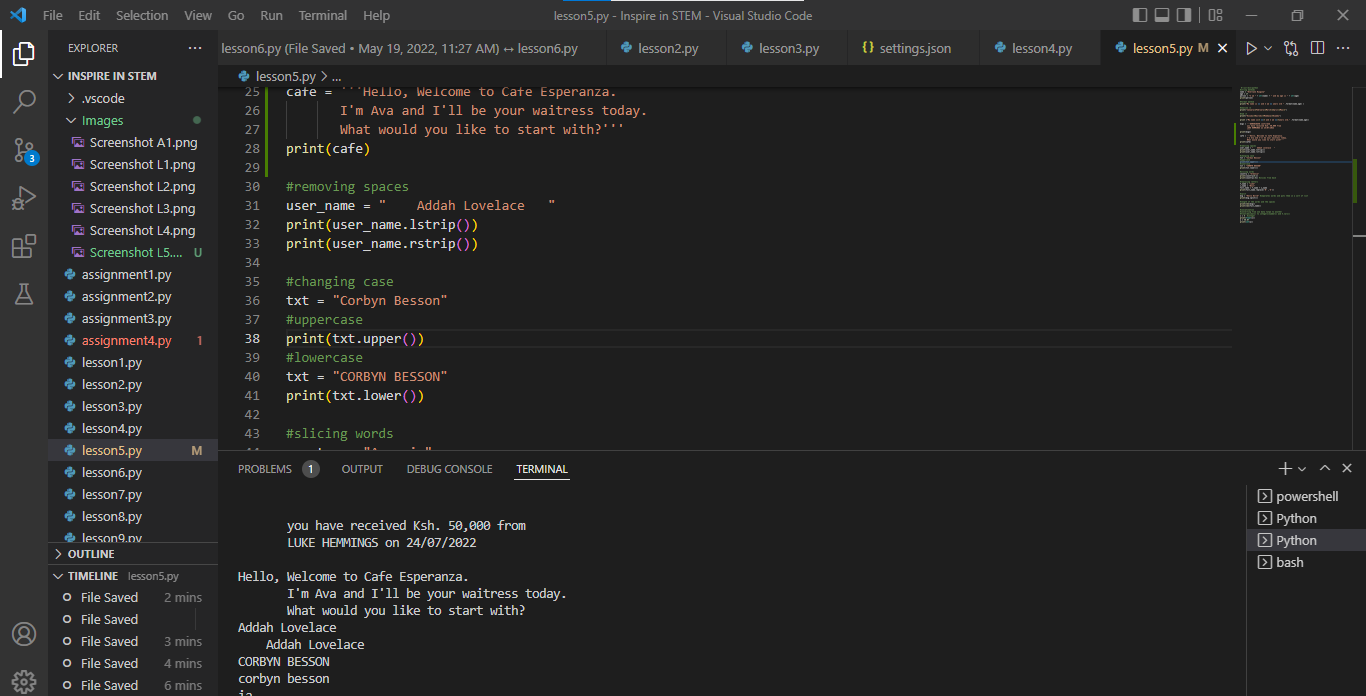 File Edit Selection View Go Run Terminal Help
lesson5.py - Inspire in STEM - Visual Studio Code
EXPLORER
lesson6.py (File Saved • May 19, 2022, 11:27 AM) ↔ lesson6.py
lesson2.py
lesson3.py
{} settings.json
lesson4.py
lesson5.py M
INSPIRE IN STEM
.vscode
Images
Screenshot A1.png
Screenshot L1.png
Screenshot L2.png
Screenshot L3.png
Screenshot L4.png
Screenshot L5.... U
assignment1.py
assignment2.py
assignment3.py
assignment4.py 1
lesson1.py
lesson2.py
lesson3.py
lesson4.py
lesson5.py M
lesson6.py
lesson7.py
lesson8.py
lesson9.py
OUTLINE
TIMELINE lesson5.py
File Saved 2 mins
File Saved
File Saved 3 mins
File Saved 4 mins
File Saved 6 mins
3
lesson5.py > ...
25 cafe = '''Hello, Welcome to Cafe Esperanza.
26 I'm Ava and I'll be your waitress today.
27 What would you like to start with?'''
28 print(cafe)
29
30 #removing spaces
31 user_name = "    Addah Lovelace   "
32 print(user_name.lstrip())
33 print(user_name.rstrip())
34
35 #changing case
36 txt = "Corbyn Besson"
37 #uppercase
38 print(txt.upper())
39 #lowercase
40 txt = "CORBYN BESSON"
41 print(txt.lower())
42
43 #slicing words
PROBLEMS 1 OUTPUT DEBUG CONSOLE TERMINAL
you have received Ksh. 50,000 from
LUKE HEMMINGS on 24/07/2022
Hello, Welcome to Cafe Esperanza.
I'm Ava and I'll be your waitress today.
What would you like to start with?
Addah Lovelace
    Addah Lovelace
CORBYN BESSON
corbyn besson
powershell
Python
Python
bash